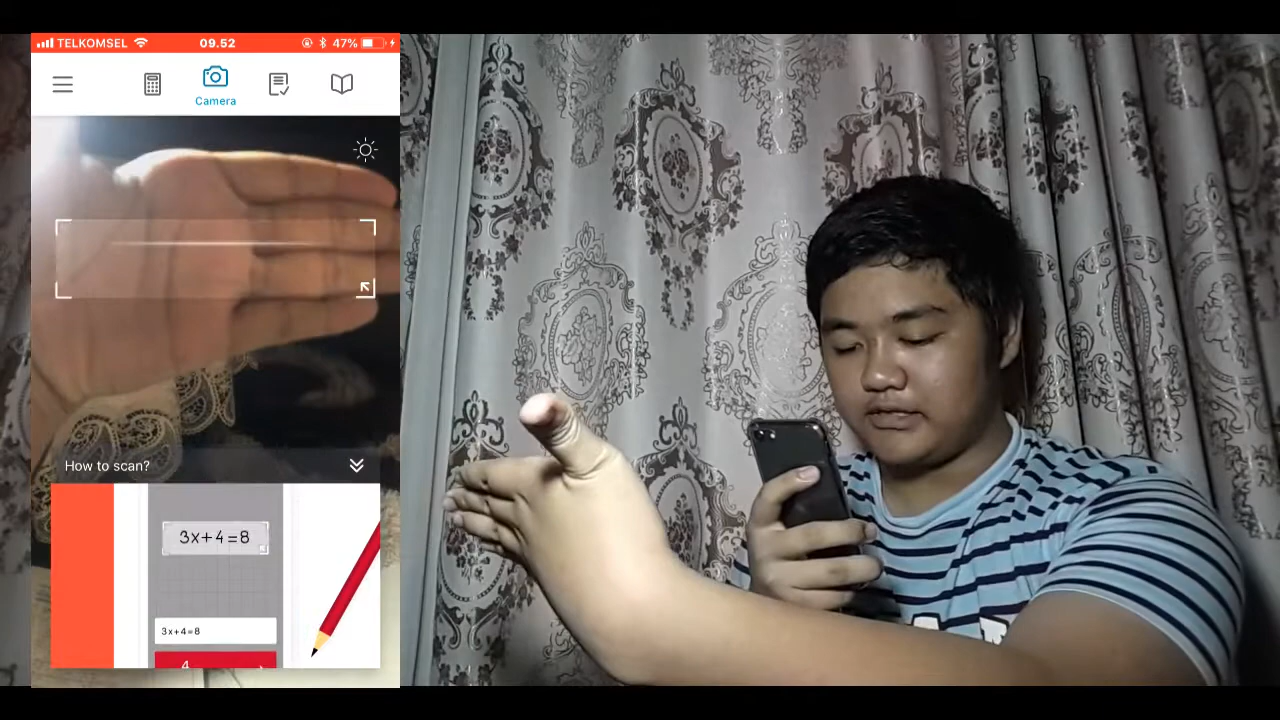 TELKOMSEL 09.52 47%
Camera
How to scan?
3x+4=8
3x+4=8
4